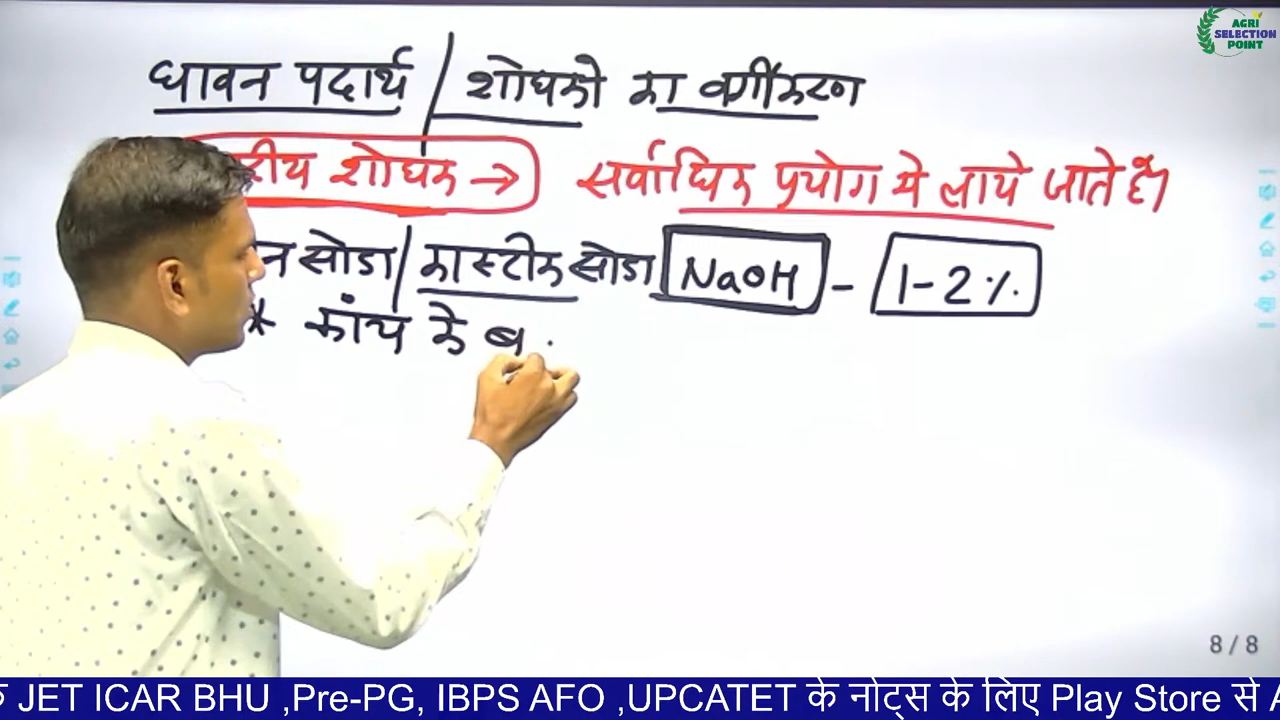 AGRI
SELECTION
POINT
धावन पदार्थ / शोधको का वर्गीकरण
शोधक → सर्वाधिक प्रयोग मे लाये जाते है।
सोडा / कास्टीक सोडा NaOH - 1-2%
* कांच के ब
8 / 8
JET ICAR BHU ,Pre-PG, IBPS AFO ,UPCATET के नोट्स के लिए Play Store से